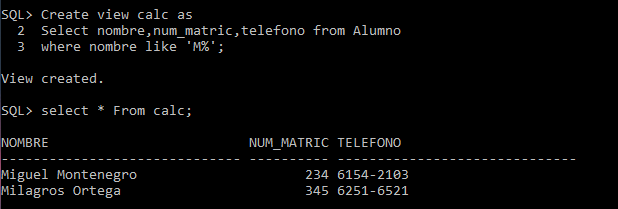 SQL> Create view calc as
  2  Select nombre,num_matric,telefono from Alumno
  3  where nombre like 'M%';
View created.
SQL> select * From calc;
NOMBRE                         NUM_MATRIC TELEFONO
------------------------------ ---------- ------------------------------
Miguel Montenegro                     234 6154-2103
Milagros Ortega                       345 6251-6521